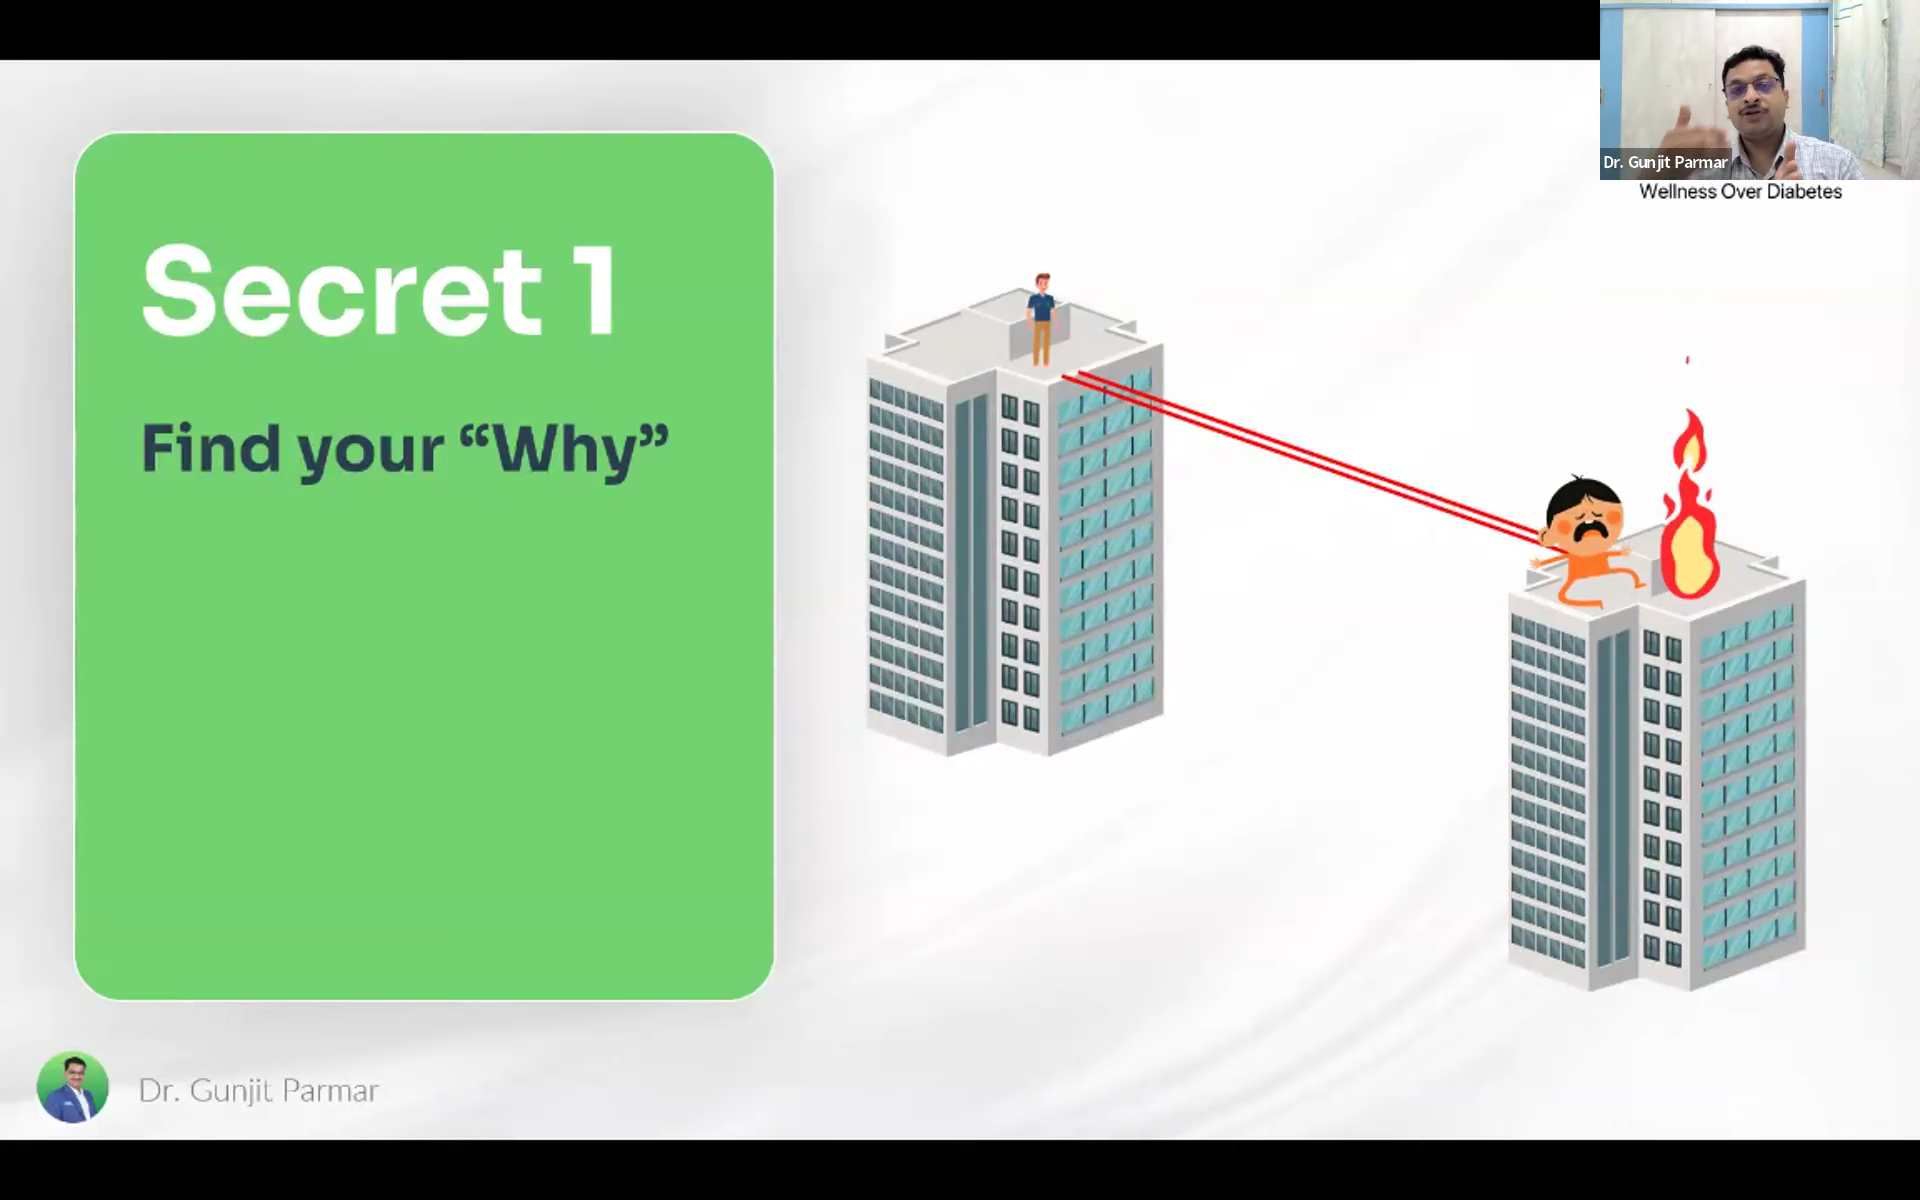 Secret 1
Find your “Why”
Dr. Gunjit Parmar
Wellness Over Diabetes
Dr. Gunjit Parmar